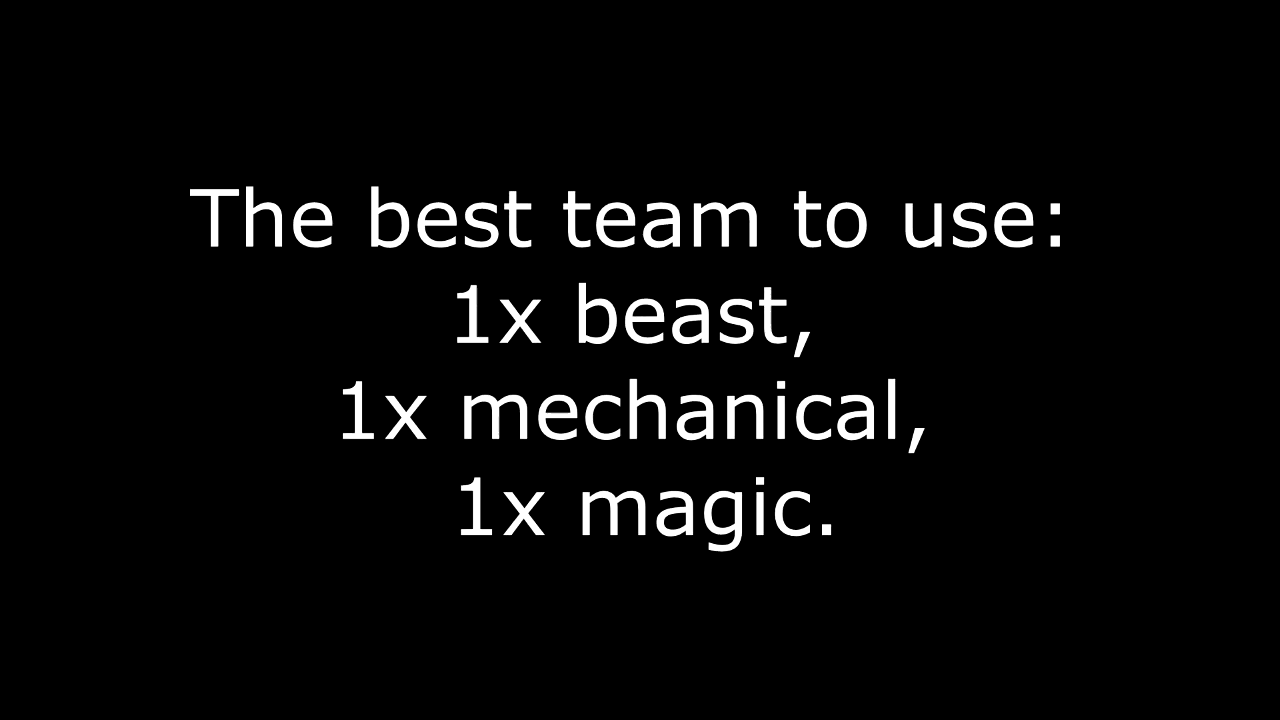 The best team to use:
1x beast,
1x mechanical,
1x magic.